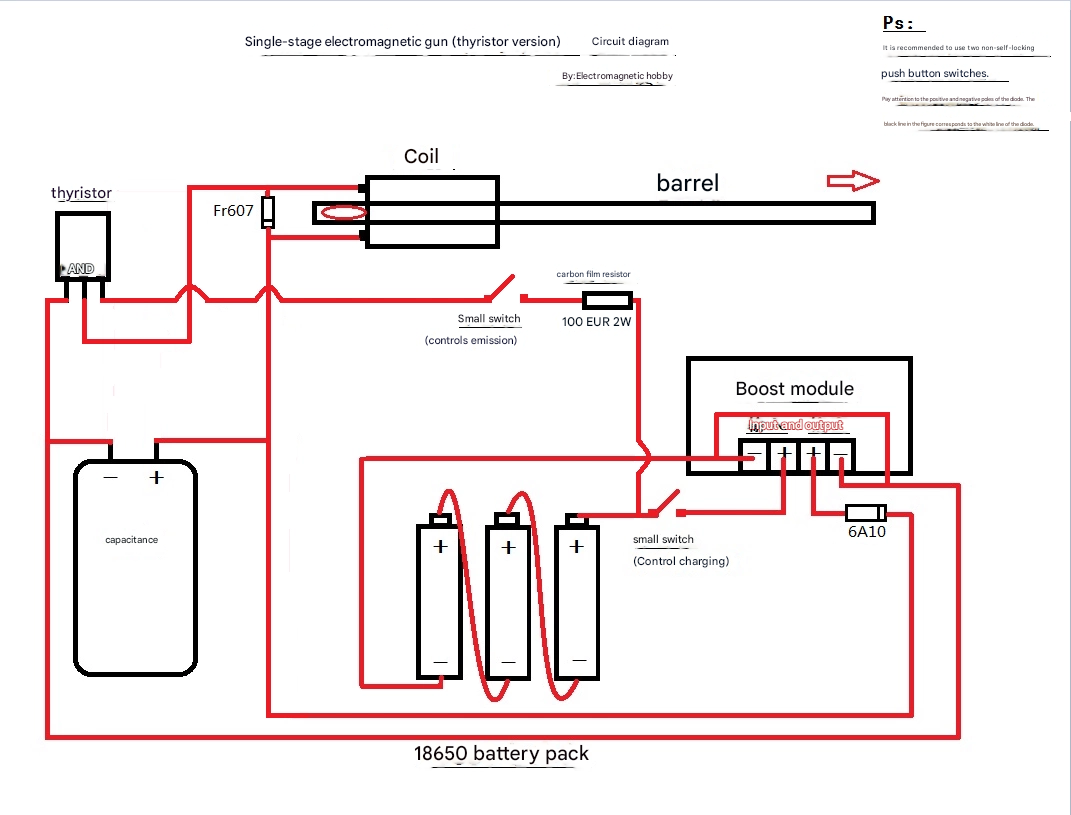 Ps:
Single-stage electromagnetic gun (thyristor version) Circuit diagram
It is recommended to use two non-self-locking
push button switches.
By:Electromagnetic hobby
Pay attention to the positive and negative poles of the diode. The
black line in the figure corresponds to the white line of the diode.
Coil
thyristor
barrel
Fr607
AND
carbon film resistor
Small switch
100 EUR 2W
(controls emission)
Boost module
Input and output
− + + −
− +
capacitance
6A10
small switch
(Control charging)
+ + +
− − −
18650 battery pack